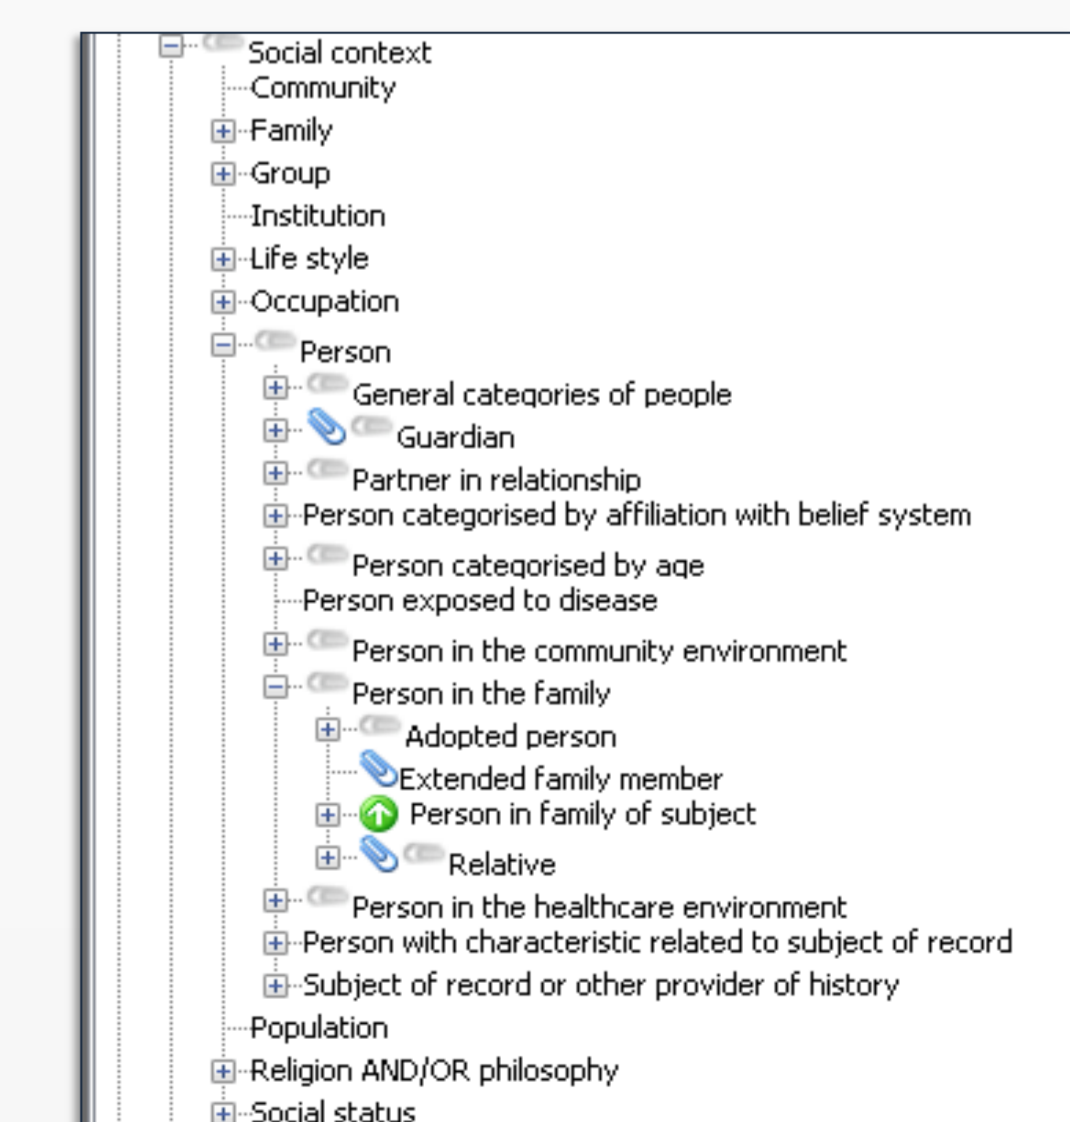 Social context
Community
Family
Group
Institution
Life style
Occupation
Person
General categories of people
Guardian
Partner in relationship
Person categorised by affiliation with belief system
Person categorised by age
Person exposed to disease
Person in the community environment
Person in the family
Adopted person
Extended family member
Person in family of subject
Relative
Person in the healthcare environment
Person with characteristic related to subject of record
Subject of record or other provider of history
Population
Religion AND/OR philosophy
Social status